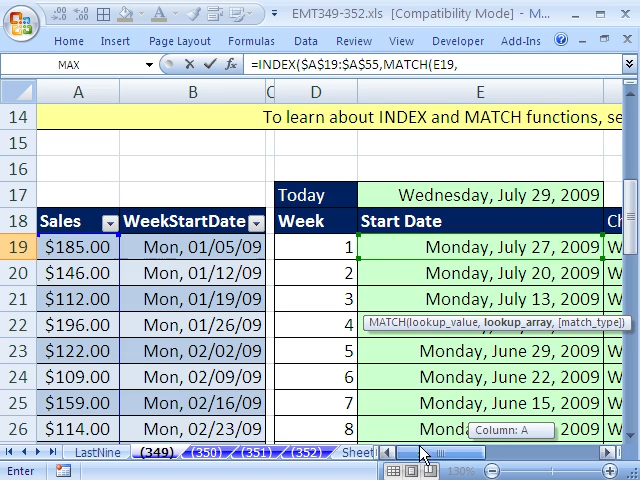 EMT349-352.xls [Compatibility Mode] - M...
Home Insert Page Layout Formulas Data Review View Developer Add-Ins
MAX =INDEX($A$19:$A$55,MATCH(E19,
A B C D E
14 To learn about INDEX and MATCH functions, se
15
16
17 Today Wednesday, July 29, 2009
18 Sales WeekStartDate Week Start Date Ch
19 $185.00 Mon, 01/05/09 1 Monday, July 27, 2009 W
20 $146.00 Mon, 01/12/09 2 Monday, July 20, 2009 W
21 $112.00 Mon, 01/19/09 3 Monday, July 13, 2009 W
22 $196.00 Mon, 01/26/09 4
MATCH(lookup_value, lookup_array, [match_type])
23 $122.00 Mon, 02/02/09 5 Monday, June 29, 2009 W
24 $109.00 Mon, 02/09/09 6 Monday, June 22, 2009 W
25 $159.00 Mon, 02/16/09 7 Monday, June 15, 2009 W
26 $114.00 Mon, 02/23/09 8 Monda 2009 W
Column: A
LastNine (349) (350) (351) (352) Sheet
Enter 130%